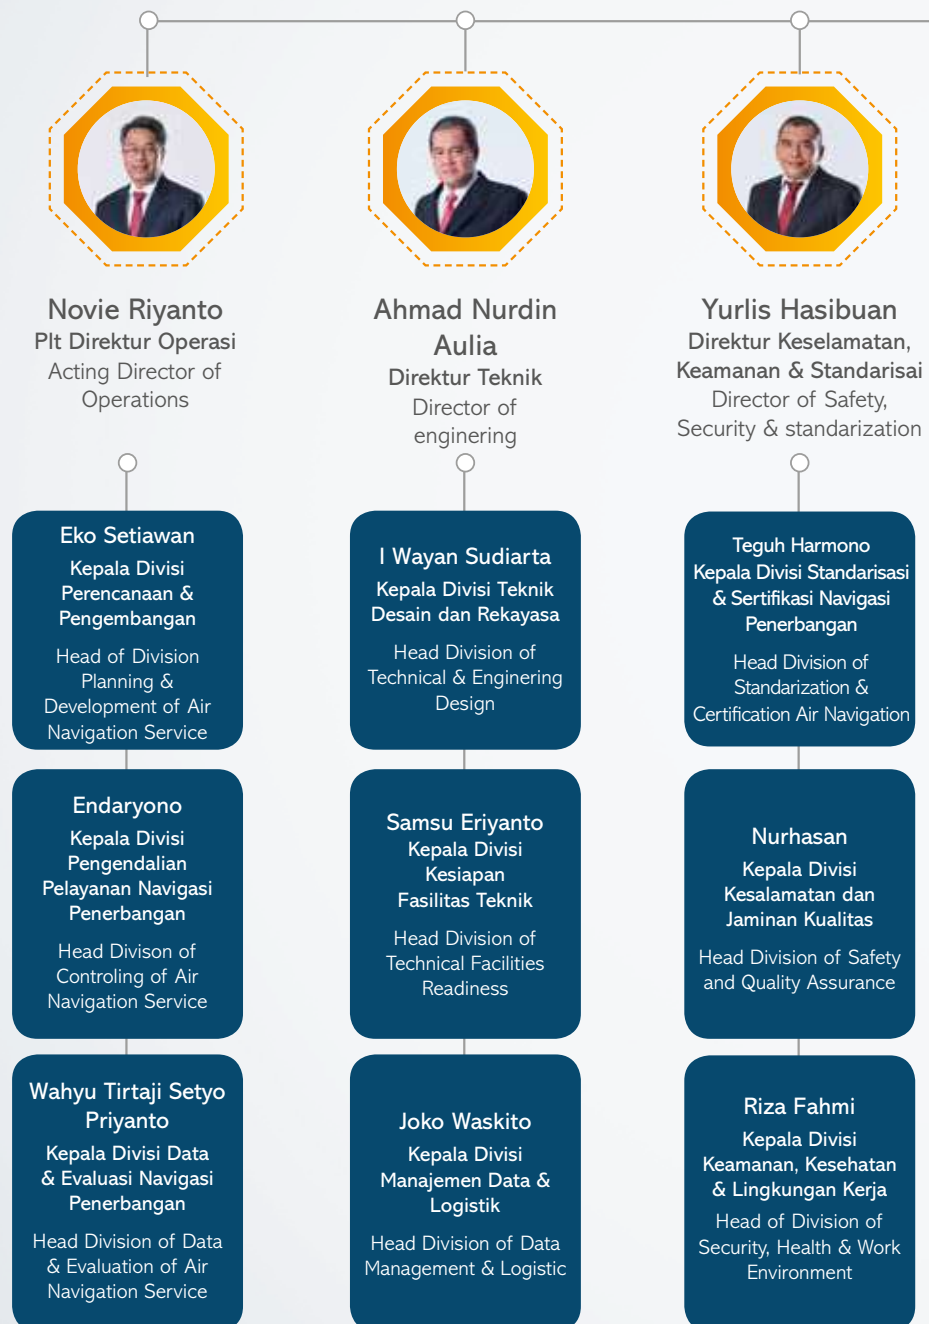 Novie Riyanto
Plt Direktur Operasi
Acting Director of
Operations
Eko Setiawan
Kepala Divisi
Perencanaan &
Pengembangan
Head of Division
Planning &
Development of Air
Navigation Service
Endaryono
Kepala Divisi
Pengendalian
Pelayanan Navigasi
Penerbangan
Head Divison of
Controling of Air
Navigation Service
Wahyu Tirtaji Setyo
Priyanto
Kepala Divisi Data
& Evaluasi Navigasi
Penerbangan
Head Division of Data
& Evaluation of Air
Navigation Service
Ahmad Nurdin
Aulia
Direktur Teknik
Director of
enginering
I Wayan Sudiarta
Kepala Divisi Teknik
Desain dan Rekayasa
Head Division of
Technical & Enginering
Design
Samsu Eriyanto
Kepala Divisi
Kesiapan
Fasilitas Teknik
Head Division of
Technical Facilities
Readiness
Joko Waskito
Kepala Divisi
Manajemen Data &
Logistik
Head Division of Data
Management & Logistic
Yurlis Hasibuan
Direktur Keselamatan,
Keamanan & Standarisai
Director of Safety,
Security & standarization
Teguh Harmono
Kepala Divisi Standarisasi
& Sertifikasi Navigasi
Penerbangan
Head Division of
Standarization &
Certification Air Navigation
Nurhasan
Kepala Divisi
Kesalamatan dan
Jaminan Kualitas
Head Division of Safety
and Quality Assurance
Riza Fahmi
Kepala Divisi
Keamanan, Kesehatan
& Lingkungan Kerja
Head of Division of
Security, Health & Work
Environment